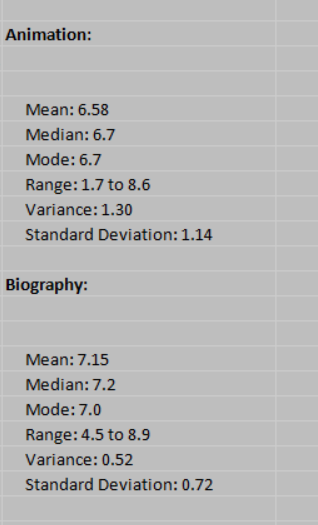 Animation:
Mean: 6.58
Median: 6.7
Mode: 6.7
Range: 1.7 to 8.6
Variance: 1.30
Standard Deviation: 1.14
Biography:
Mean: 7.15
Median: 7.2
Mode: 7.0
Range: 4.5 to 8.9
Variance: 0.52
Standard Deviation: 0.72